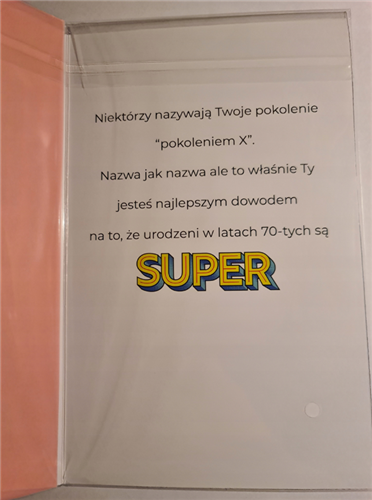 Niektórzy nazywają Twoje pokolenie
“pokoleniem X”.
Nazwa jak nazwa ale to właśnie Ty
jesteś najlepszym dowodem
na to, że urodzeni w latach 70-tych są
SUPER